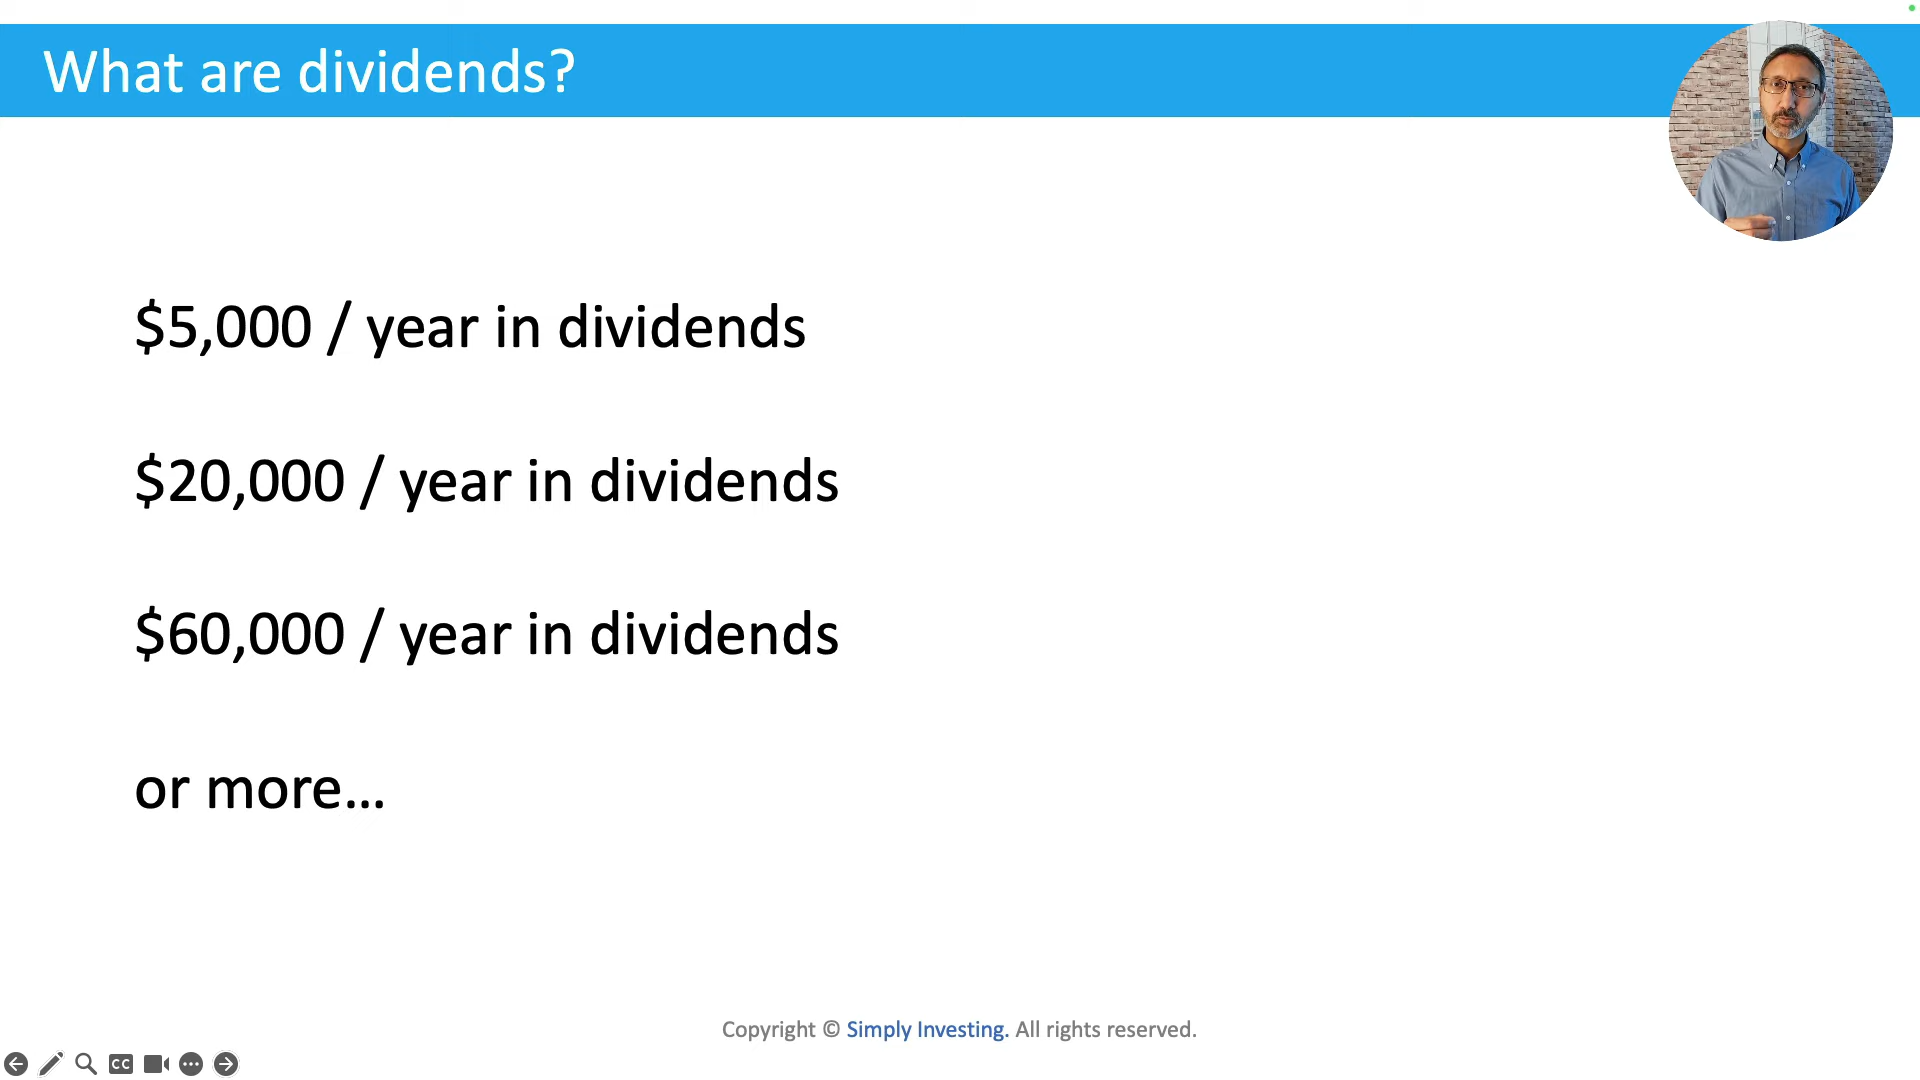 What are dividends?
$5,000 / year in dividends
$20,000 / year in dividends
$60,000 / year in dividends
or more...
Copyright © Simply Investing. All rights reserved.
CC